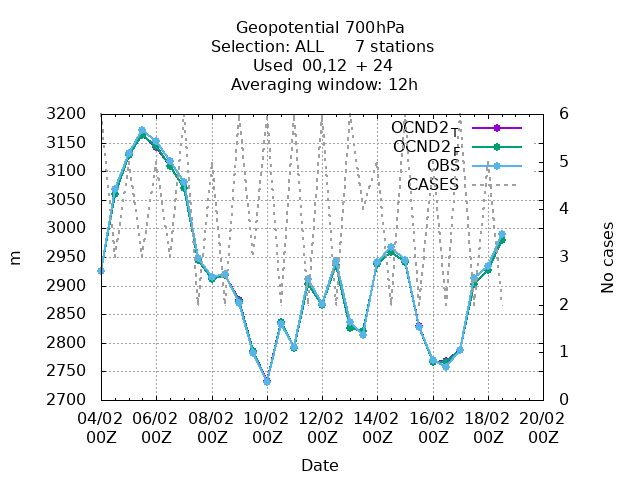 Geopotential 700hPa
Selection: ALL 7 stations
Used 00,12 + 24
Averaging window: 12h
3200
3150
3100
3050
3000
2950
2900
2850
2800
2750
2700
m
6
5
4
3
2
1
0
No cases
OCND2T
OCND2F
OBS
CASES
04/02 06/02 08/02 10/02 12/02 14/02 16/02 18/02 20/02
00Z 00Z 00Z 00Z 00Z 00Z 00Z 00Z 00Z
Date